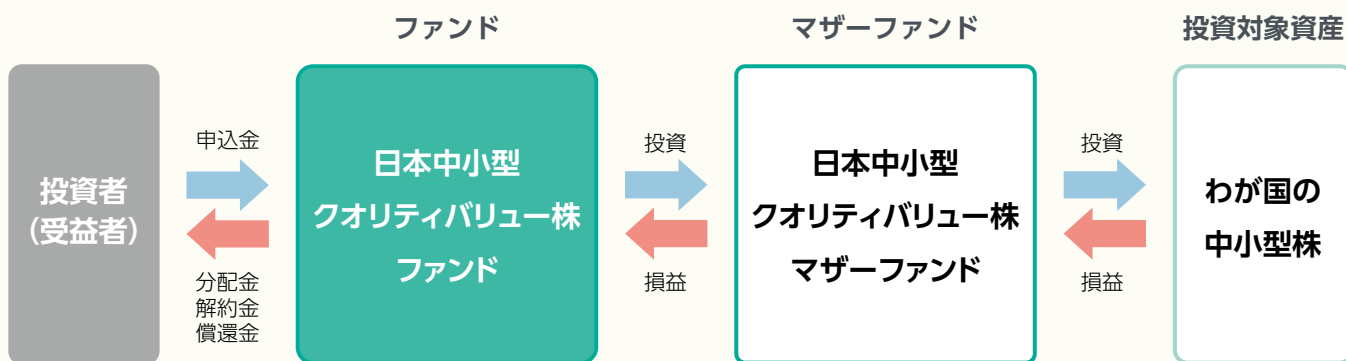 ファンド
マザーファンド
投資対象資産
投資者
(受益者)
申込金
分配金
解約金
償還金
日本中小型
クオリティバリュー株
ファンド
投資
損益
日本中小型
クオリティバリュー株
マザーファンド
投資
損益
わが国の
中小型株